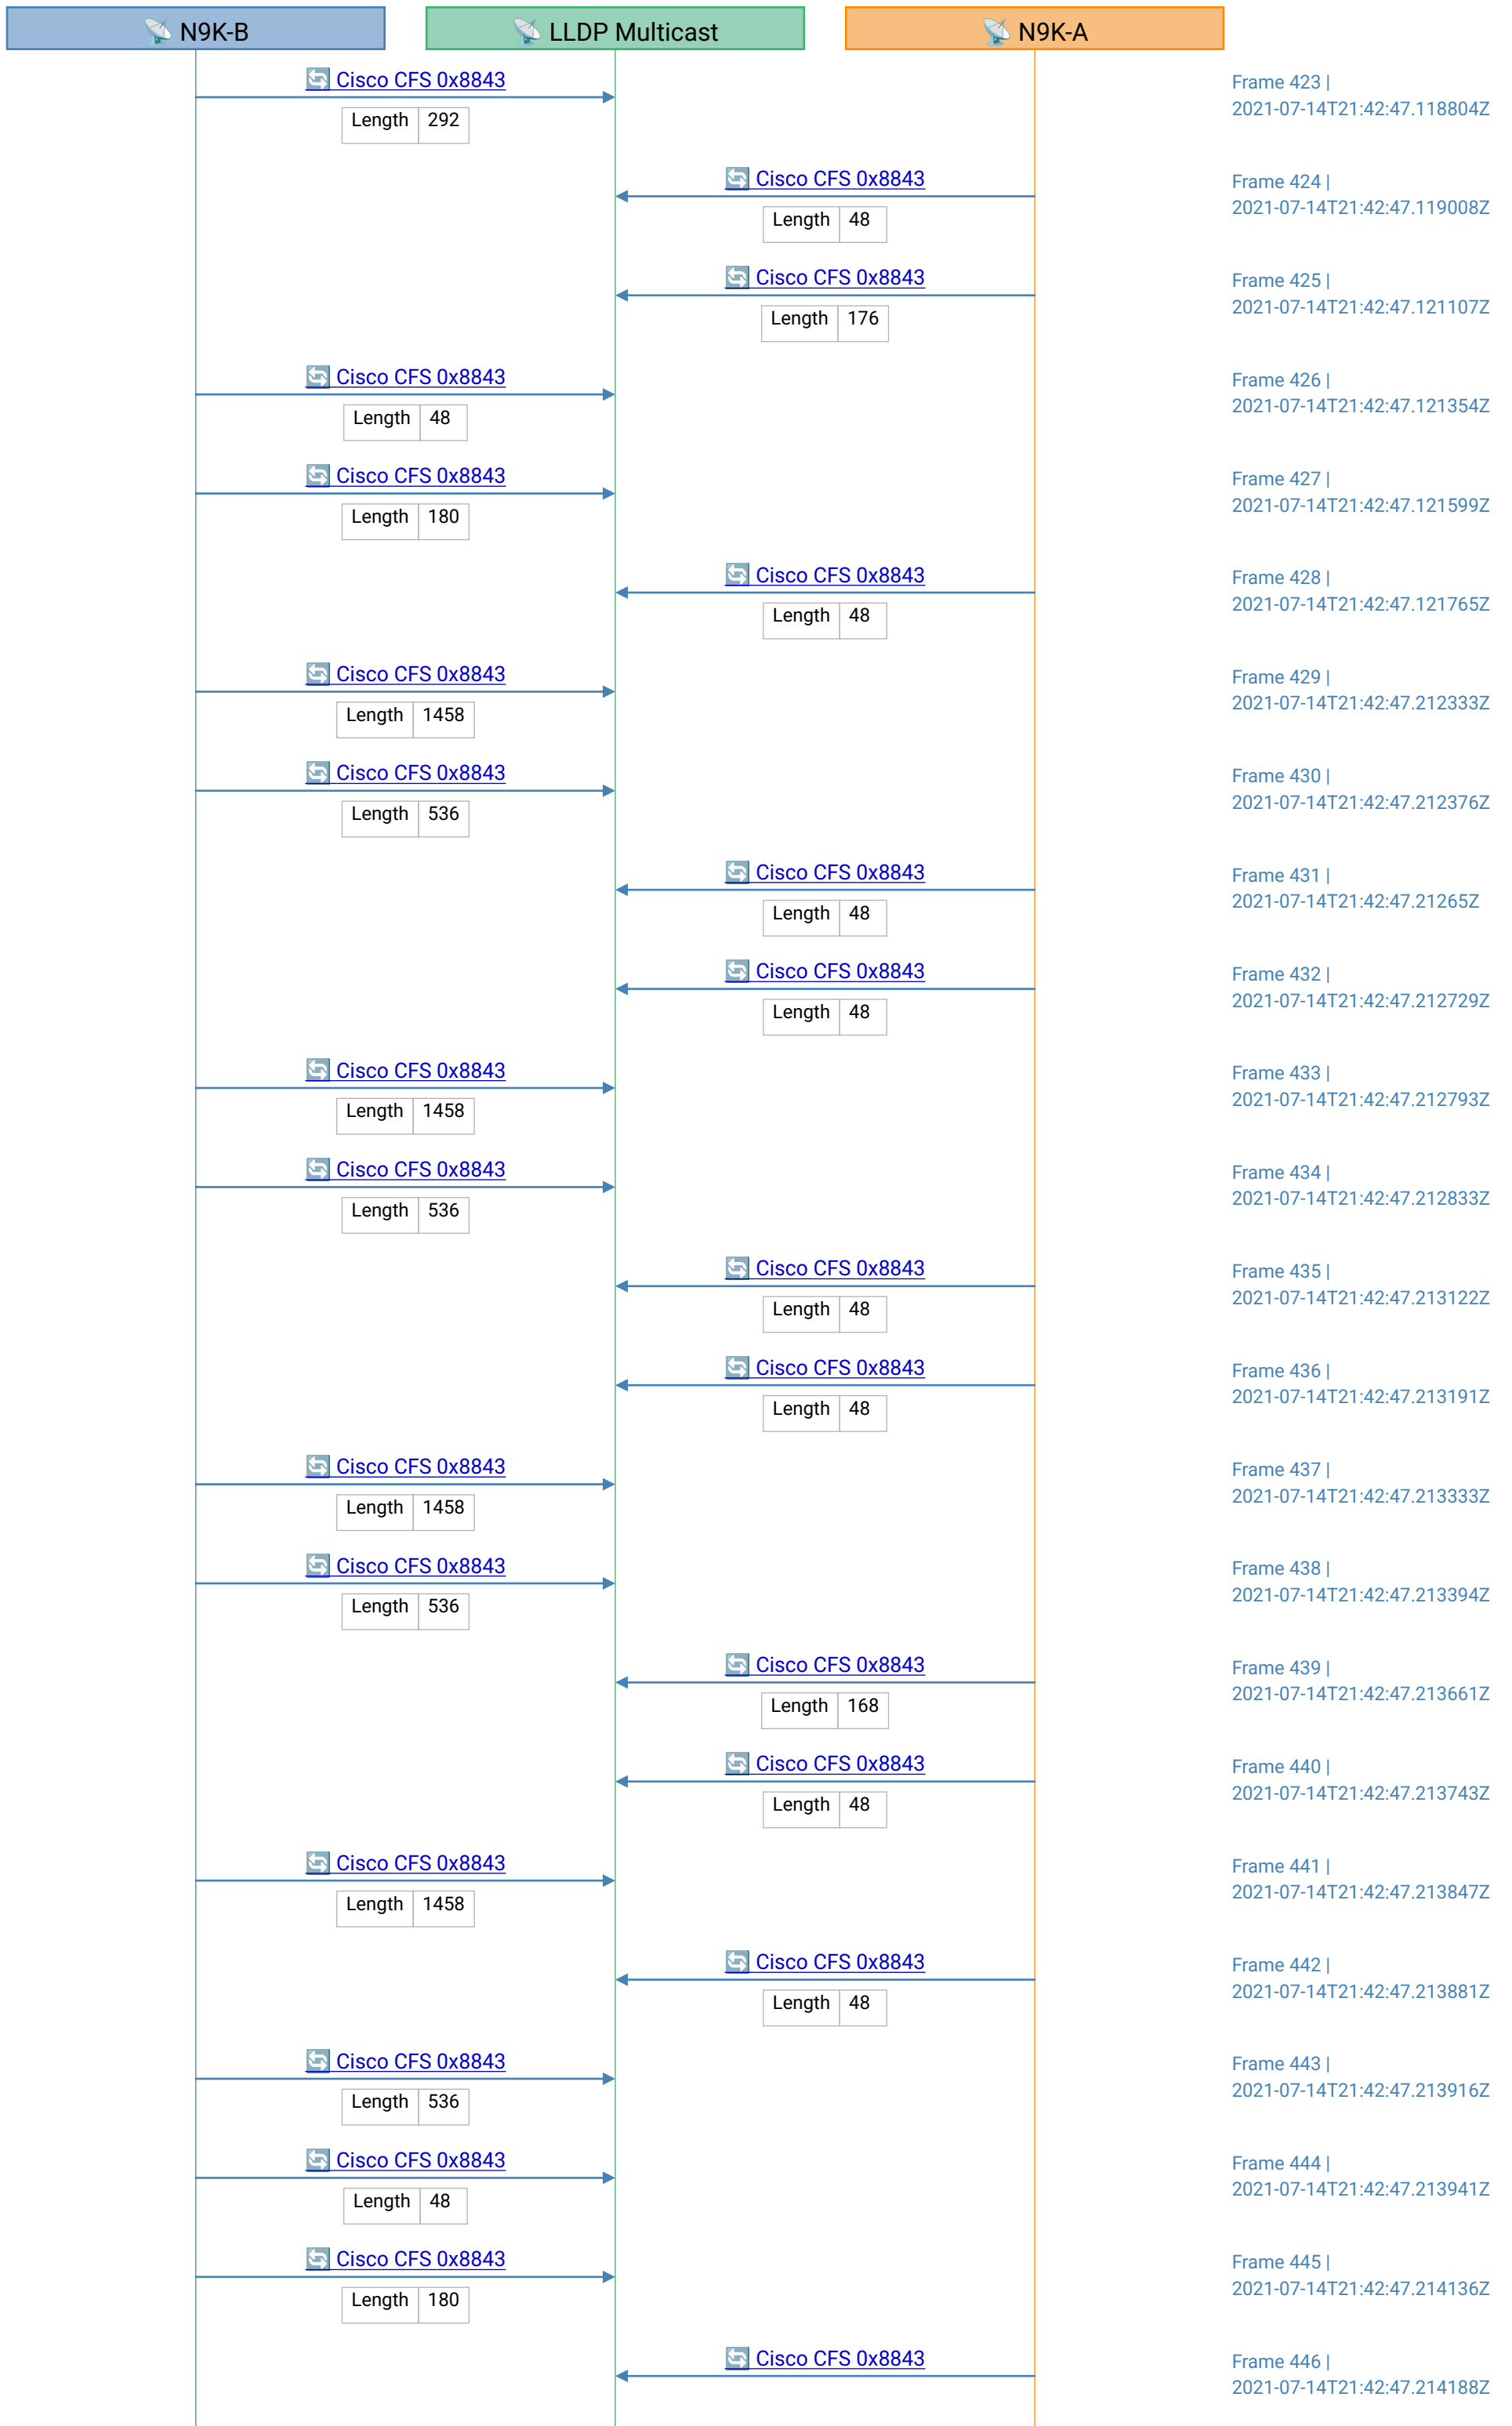 N9K-B
LLDP Multicast
N9K-A
Cisco CFS 0x8843
Frame 423 |
2021-07-14T21:42:47.118804Z
Length 292
Cisco CFS 0x8843
Frame 424 |
2021-07-14T21:42:47.119008Z
Length 48
Cisco CFS 0x8843
Frame 425 |
2021-07-14T21:42:47.121107Z
Length 176
Cisco CFS 0x8843
Frame 426 |
2021-07-14T21:42:47.121354Z
Length 48
Cisco CFS 0x8843
Frame 427 |
2021-07-14T21:42:47.121599Z
Length 180
Cisco CFS 0x8843
Frame 428 |
2021-07-14T21:42:47.121765Z
Length 48
Cisco CFS 0x8843
Frame 429 |
2021-07-14T21:42:47.212333Z
Length 1458
Cisco CFS 0x8843
Frame 430 |
2021-07-14T21:42:47.212376Z
Length 536
Cisco CFS 0x8843
Frame 431 |
2021-07-14T21:42:47.21265Z
Length 48
Cisco CFS 0x8843
Frame 432 |
2021-07-14T21:42:47.212729Z
Length 48
Cisco CFS 0x8843
Frame 433 |
2021-07-14T21:42:47.212793Z
Length 1458
Cisco CFS 0x8843
Frame 434 |
2021-07-14T21:42:47.212833Z
Length 536
Cisco CFS 0x8843
Frame 435 |
2021-07-14T21:42:47.213122Z
Length 48
Cisco CFS 0x8843
Frame 436 |
2021-07-14T21:42:47.213191Z
Length 48
Cisco CFS 0x8843
Frame 437 |
2021-07-14T21:42:47.213333Z
Length 1458
Cisco CFS 0x8843
Frame 438 |
2021-07-14T21:42:47.213394Z
Length 536
Cisco CFS 0x8843
Frame 439 |
2021-07-14T21:42:47.213661Z
Length 168
Cisco CFS 0x8843
Frame 440 |
2021-07-14T21:42:47.213743Z
Length 48
Cisco CFS 0x8843
Frame 441 |
2021-07-14T21:42:47.213847Z
Length 1458
Cisco CFS 0x8843
Frame 442 |
2021-07-14T21:42:47.213881Z
Length 48
Cisco CFS 0x8843
Frame 443 |
2021-07-14T21:42:47.213916Z
Length 536
Cisco CFS 0x8843
Frame 444 |
2021-07-14T21:42:47.213941Z
Length 48
Cisco CFS 0x8843
Frame 445 |
2021-07-14T21:42:47.214136Z
Length 180
Cisco CFS 0x8843
Frame 446 |
2021-07-14T21:42:47.214188Z